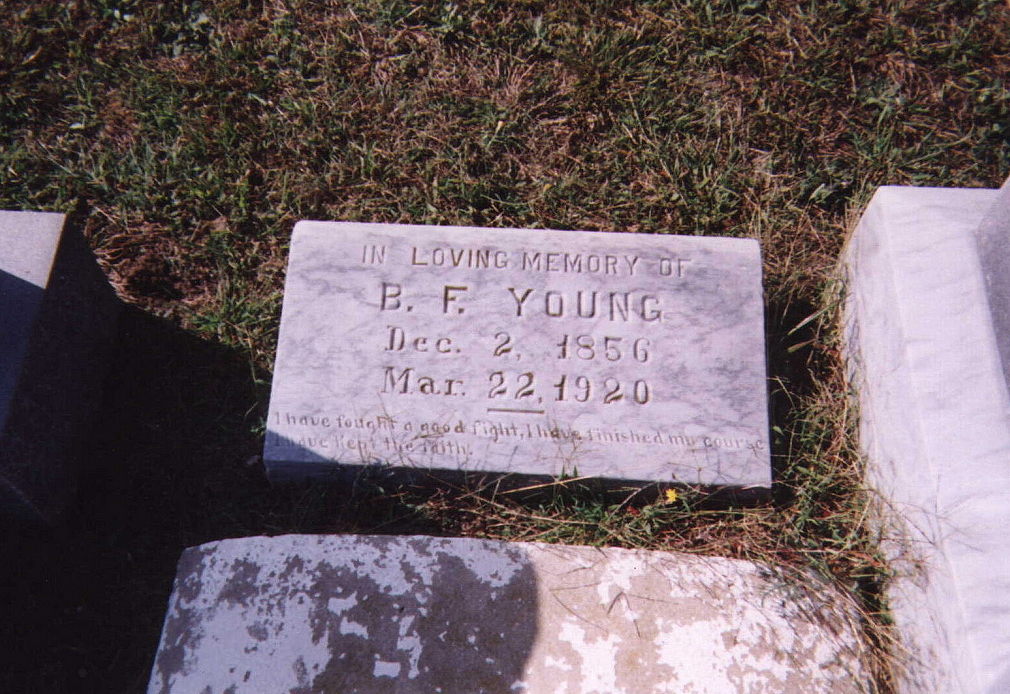 IN LOVING MEMORY OF
B. F. YOUNG
Dec. 2, 1856
Mar. 22, 1920
I have fought a good fight, I have finished my course
I have kept the faith.